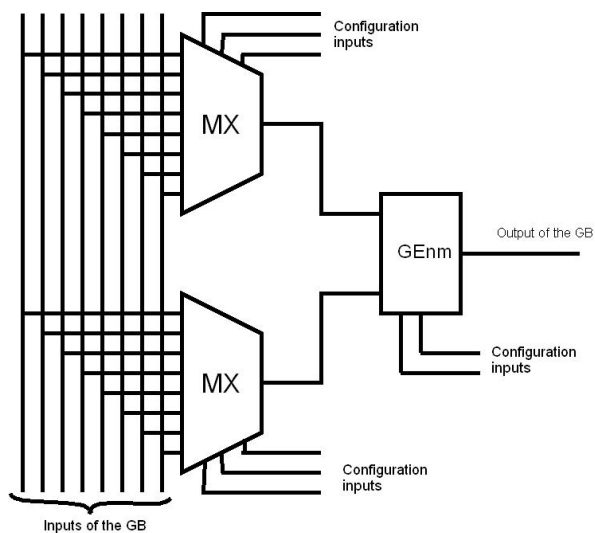 Configuration
inputs
MX
GEnm
Output of the GB
Configuration
inputs
MX
Configuration
inputs
Inputs of the GB